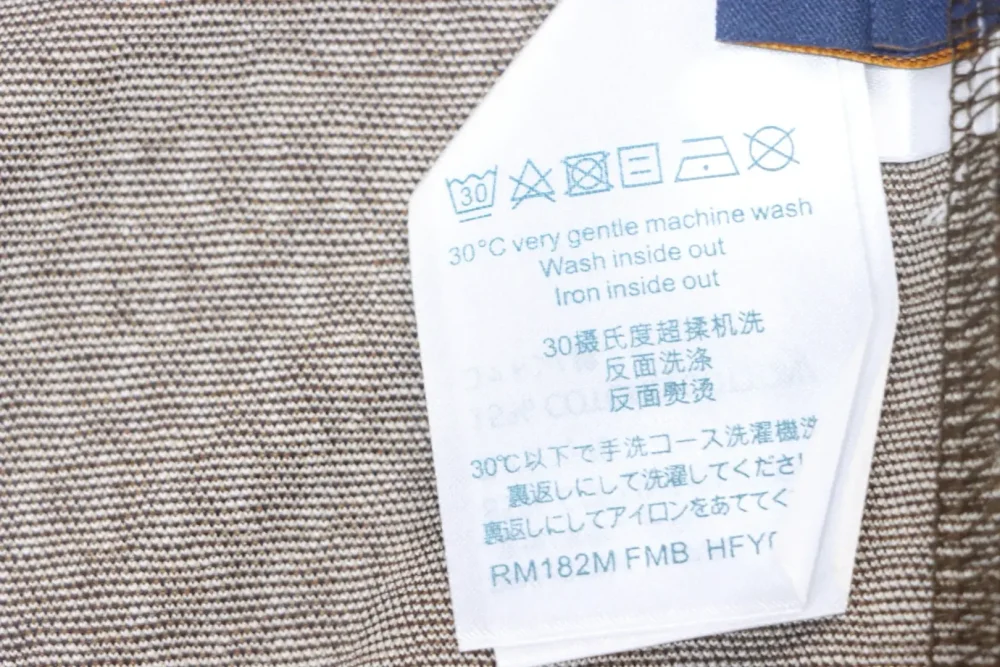 30
30°C very gentle machine wash
Wash inside out
Iron inside out
30摄氏度超揉机洗
反面洗涤
反面熨烫
30℃以下で手洗コース洗濯機
裏返しにして洗濯してくださ
裏返しにしてアイロンをあててく
RM182M FMB HFY